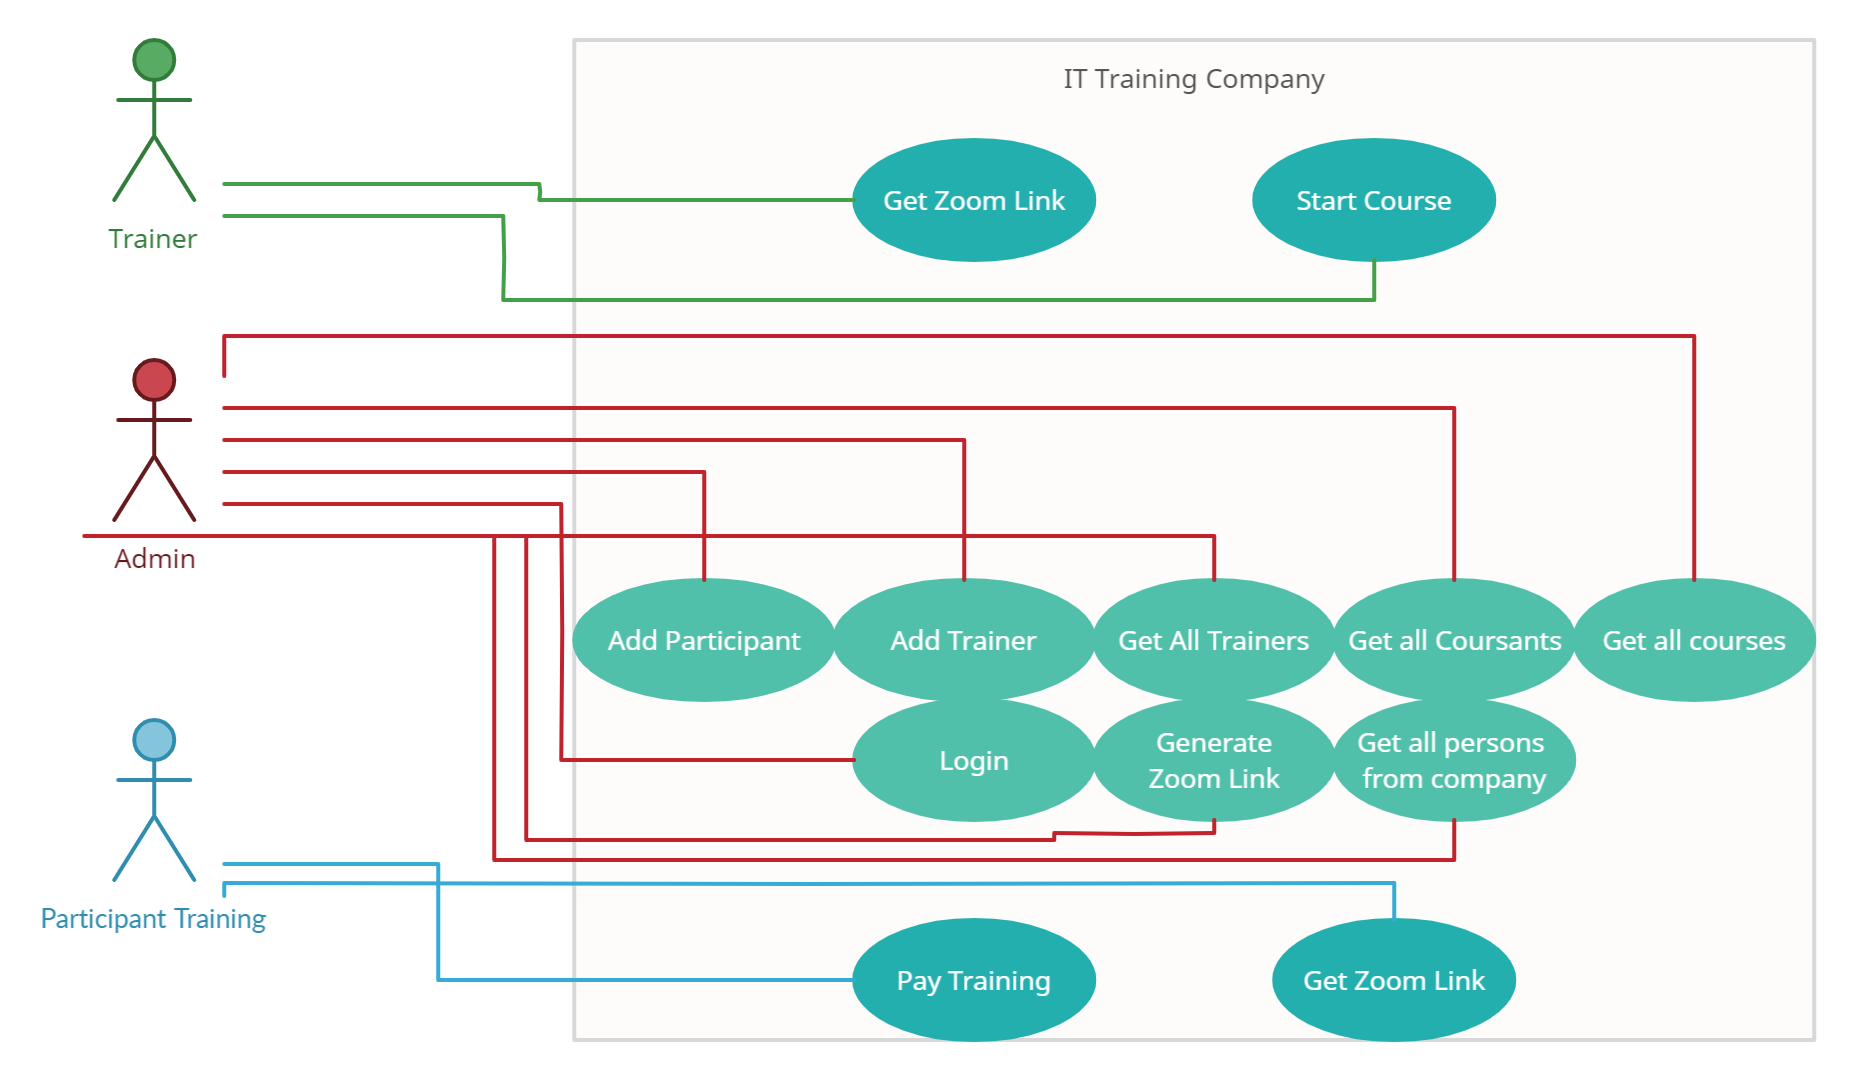 IT Training Company
Get Zoom Link
Start Course
Trainer
Admin
Add Participant
Add Trainer
Get All Trainers
Get all Coursants
Get all courses
Login
Generate
Zoom Link
Get all persons
from company
Participant Training
Pay Training
Get Zoom Link